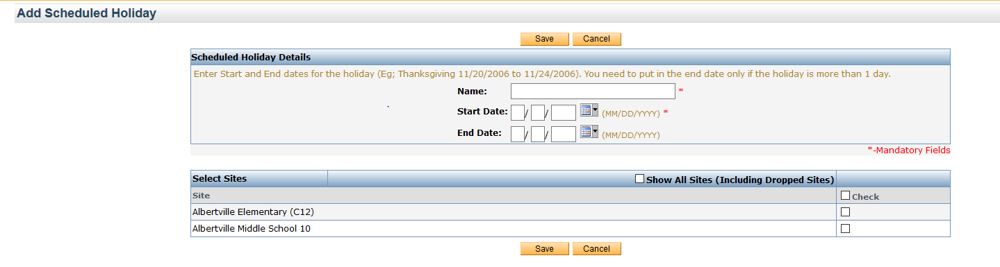 Add Scheduled Holiday
Save Cancel
Scheduled Holiday Details
Enter Start and End dates for the holiday (Eg; Thanksgiving 11/20/2006 to 11/24/2006). You need to put in the end date only if the holiday is more than 1 day.
Name: *
Start Date: / / (MM/DD/YYYY) *
End Date: / / (MM/DD/YYYY)
*-Mandatory Fields
Select Sites Show All Sites (Including Dropped Sites)
Site Check
Albertville Elementary (C12)
Albertville Middle School 10
Save Cancel